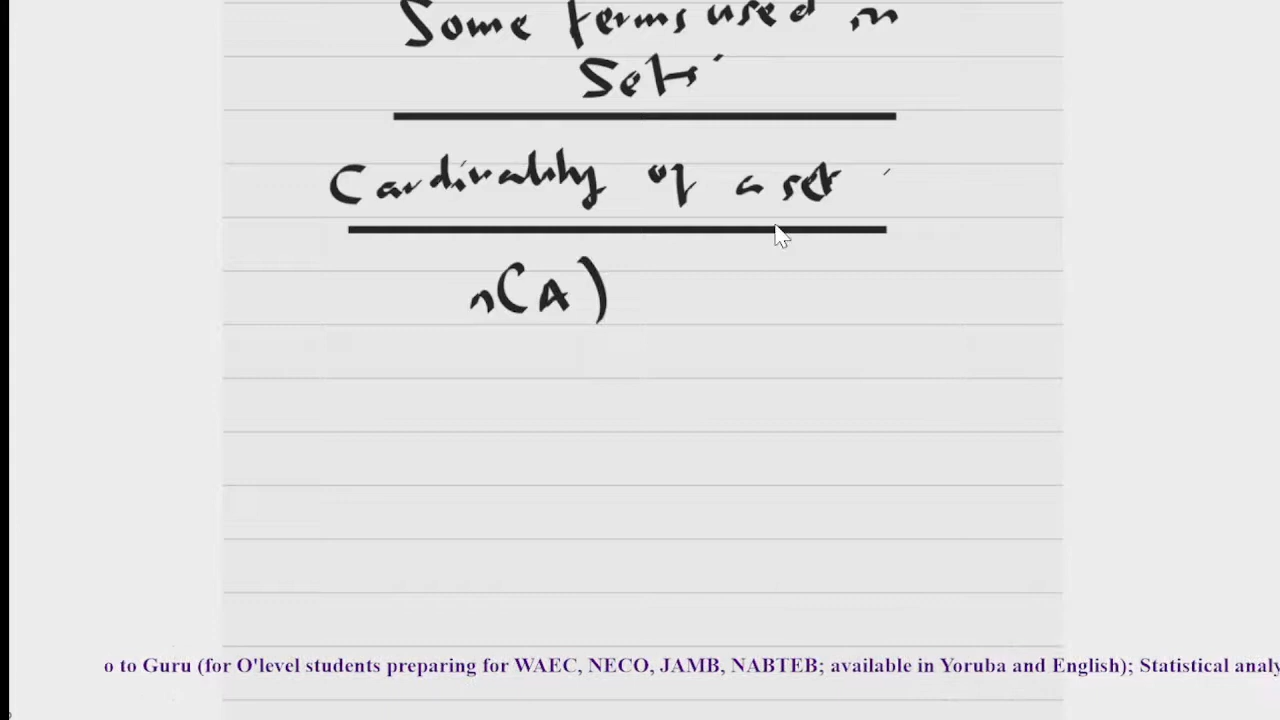 Some terms used in
Sets
Cardinality of a set
n(A)
o to Guru (for O'level students preparing for WAEC, NECO, JAMB, NABTEB; available in Yoruba and English); Statistical analy